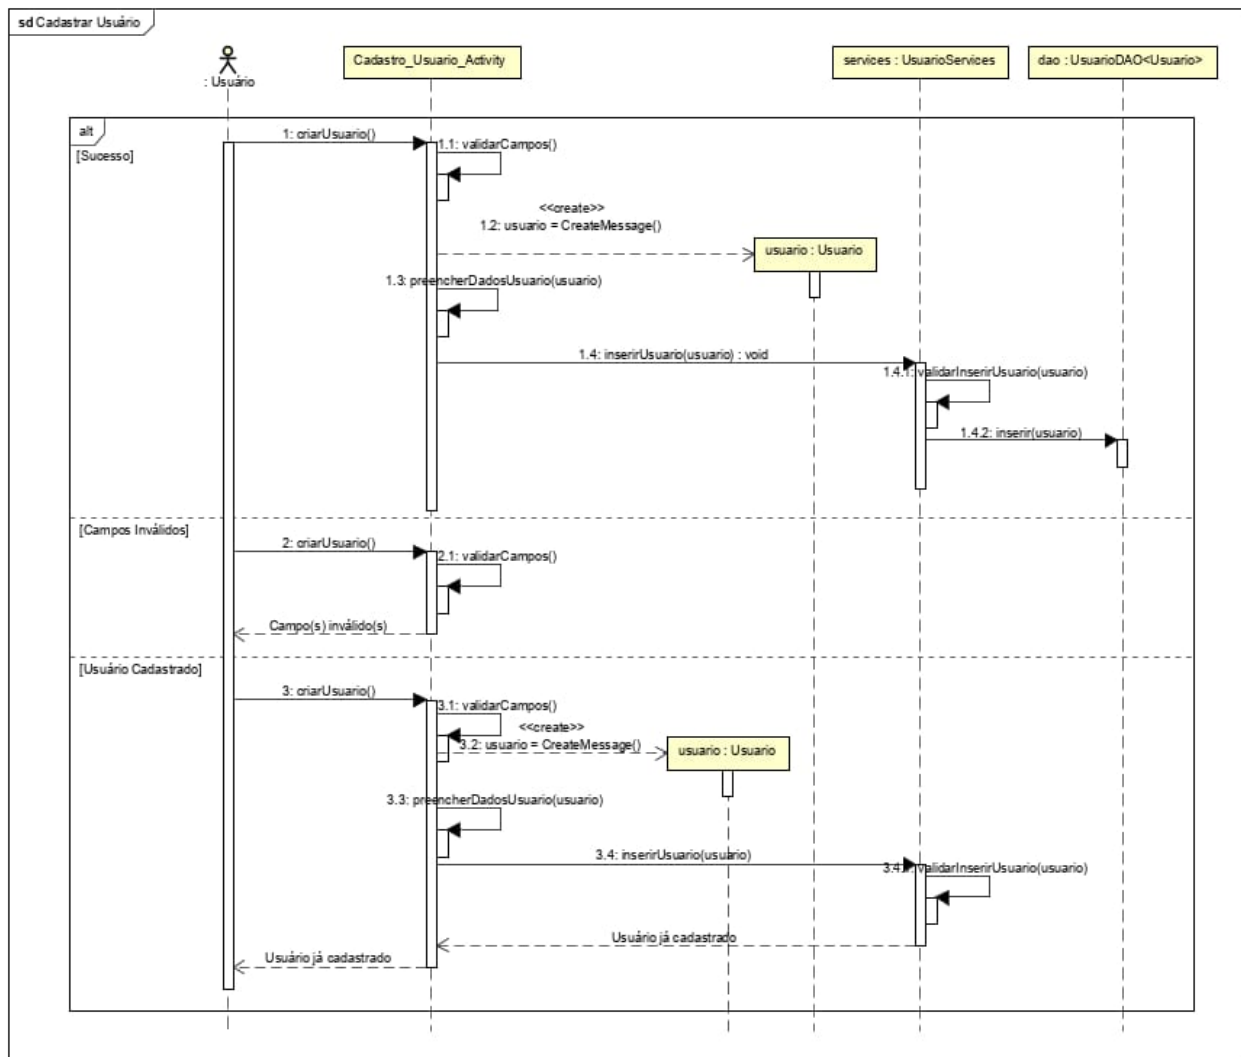 sd Cadastrar Usuário
: Usuário
Cadastro_Usuario_Activity
services : UsuarioServices
dao : UsuarioDAO<Usuario>
alt
[Sucesso]
1: criarUsuario()
1.1: validarCampos()
<<create>>
1.2: usuario = CreateMessage()
usuario : Usuario
1.3: preencherDadosUsuario(usuario)
1.4: inserirUsuario(usuario) : void
1.4.1: validarInserirUsuario(usuario)
1.4.2: inserir(usuario)
[Campos Inválidos]
2: criarUsuario()
2.1: validarCampos()
Campo(s) inválido(s)
[Usuário Cadastrado]
3: criarUsuario()
3.1: validarCampos()
<<create>>
3.2: usuario = CreateMessage()
usuario : Usuario
3.3: preencherDadosUsuario(usuario)
3.4: inserirUsuario(usuario)
3.4.1: validarInserirUsuario(usuario)
Usuário já cadastrado
Usuário já cadastrado